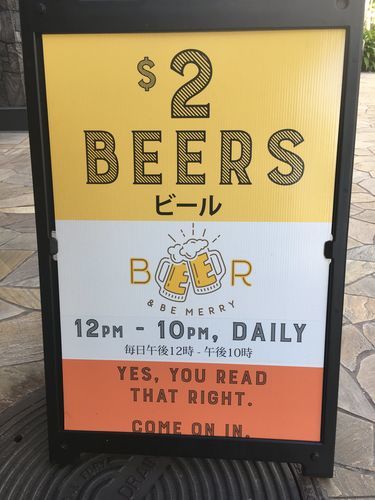 $2
BEERS
ビール
BEER
& BE MERRY
12PM - 10PM, DAILY
毎日午後12時 - 午後10時
YES, YOU READ
THAT RIGHT.
COME ON IN.